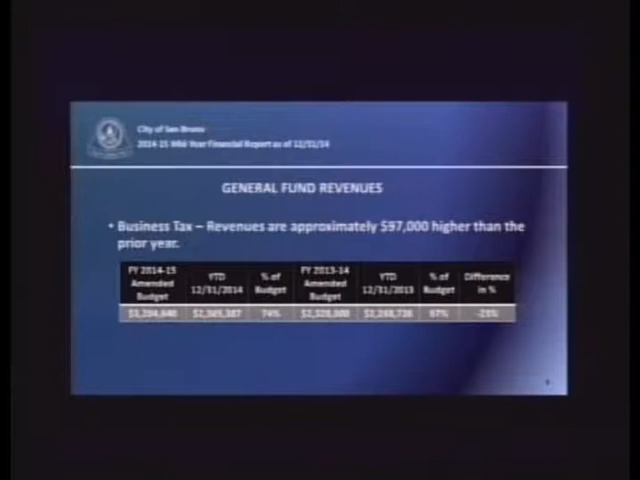 City of San Bruno
2014-15 Mid Year Financial Report as of 12/31/14
GENERAL FUND REVENUES
• Business Tax – Revenues are approximately $97,000 higher than the
prior year.
FY 2014-15 Amended Budget
YTD 12/31/2014
% of Budget
FY 2013-14 Amended Budget
YTD 12/31/2013
% of Budget
Difference in %
74% 97%